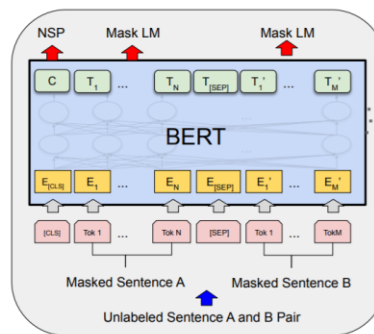 NSP Mask LM Mask LM
C T1 ... TN T[SEP] T1' ... TM'
BERT
E[CLS] E1 ... EN E[SEP] E1' ... EM'
[CLS] Tok 1 ... Tok N [SEP] Tok 1 ... TokM
Masked Sentence A Masked Sentence B
Unlabeled Sentence A and B Pair